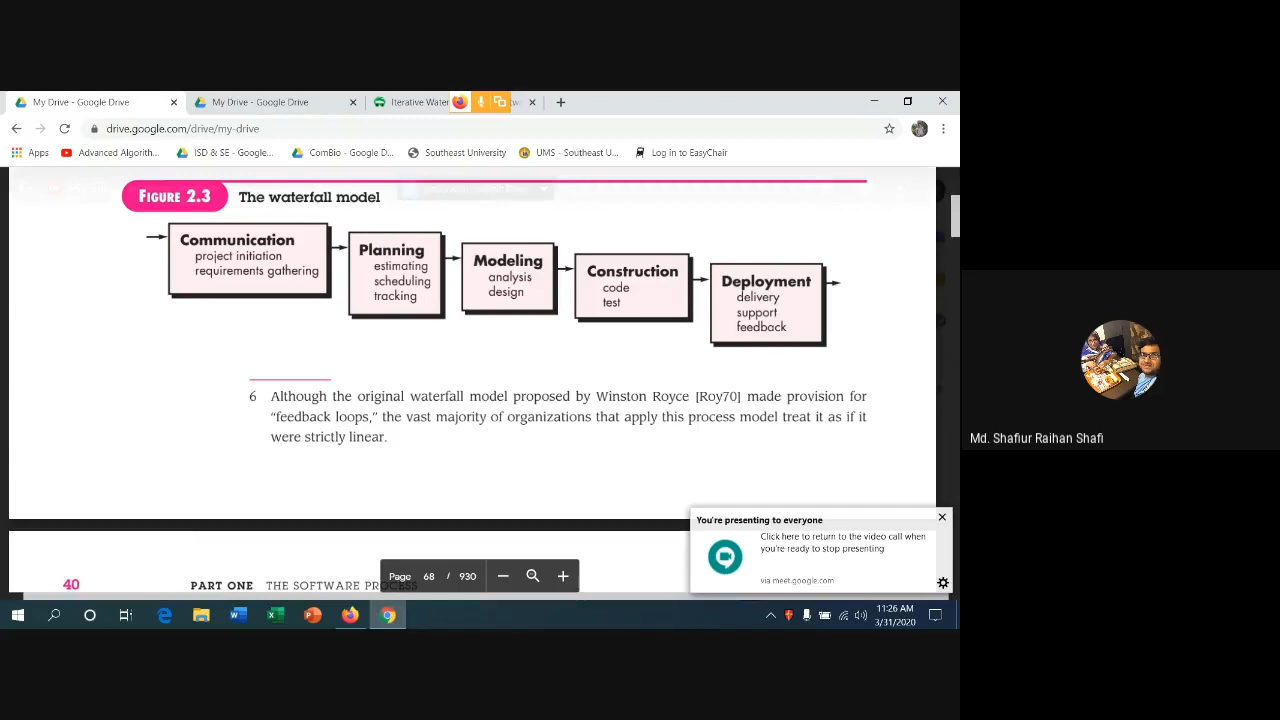 My Drive - Google Drive
My Drive - Google Drive
Iterative Water
drive.google.com/drive/my-drive
Apps
Advanced Algorith...
ISD & SE - Google...
ComBio - Google D...
Southeast University
UMS - Southeast U...
Log in to EasyChair
FIGURE 2.3 The waterfall model
Communication
project initiation
requirements gathering
Planning
estimating
scheduling
tracking
Modeling
analysis
design
Construction
code
test
Deployment
delivery
support
feedback
6 Although the original waterfall model proposed by Winston Royce [Roy70] made provision for
“feedback loops,” the vast majority of organizations that apply this process model treat it as if it
were strictly linear.
Md. Shafiur Raihan Shafi
You're presenting to everyone
Click here to return to the video call when
you're ready to stop presenting
via meet.google.com
40 PART ONE THE SOFTWARE PROCESS
Page 68 / 930
11:26 AM
3/31/2020